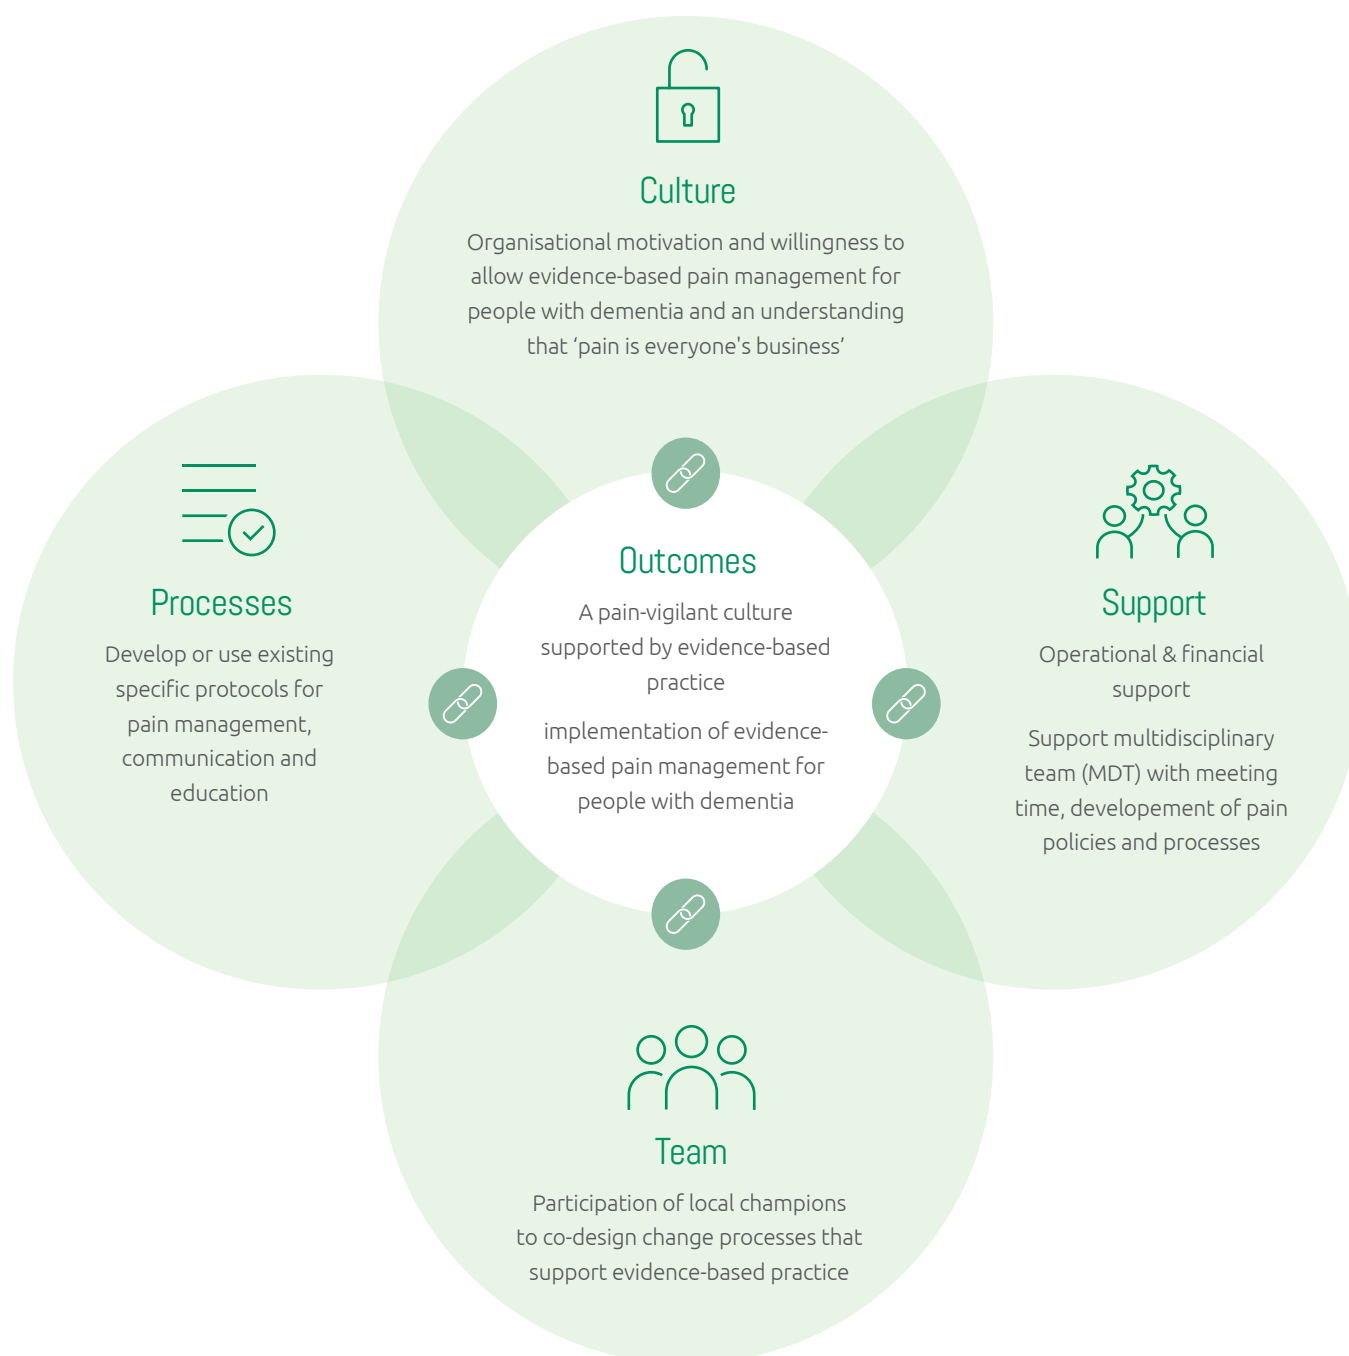 Culture
Organisational motivation and willingness to
allow evidence-based pain management for
people with dementia and an understanding
that ‘pain is everyone's business’
Processes
Develop or use existing
specific protocols for
pain management,
communication and
education
Outcomes
A pain-vigilant culture
supported by evidence-based
practice
implementation of evidence-
based pain management for
people with dementia
Support
Operational & financial
support
Support multidisciplinary
team (MDT) with meeting
time, developement of pain
policies and processes
Team
Participation of local champions
to co-design change processes that
support evidence-based practice